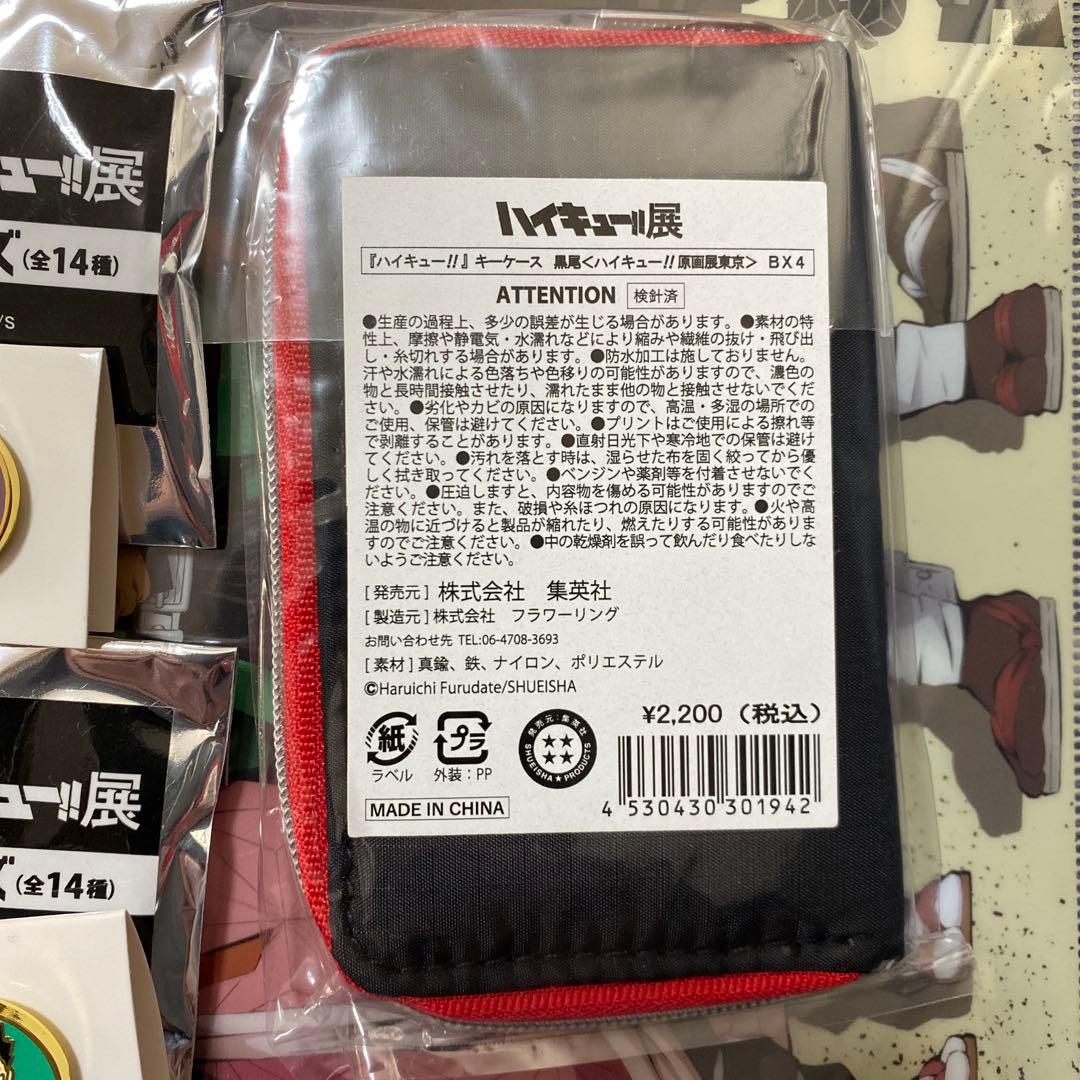 ュー!!展
ズ(全14種)
/S
ハイキュー!!展
『ハイキュー!!』キーケース 黒尾<ハイキュー!!原画展東京> BX4
ATTENTION 検針済
●生産の過程上、多少の誤差が生じる場合があります。●素材の特
性上、摩擦や静電気・水濡れなどにより縮みや繊維の抜け・飛び出
し・糸切れする場合があります。●防水加工は施しておりません。
汗や水濡れによる色落ちや色移りの可能性がありますので、濃色の
物と長時間接触させたり、濡れたまま他の物と接触させないでくだ
さい。●劣化やカビの原因になりますので、高温・多湿の場所での
ご使用、保管は避けてください。●プリントはご使用による擦れ等
で剥離することがあります。●直射日光下や寒冷地での保管は避け
てください。●汚れを落とす時は、湿らせた布を固く絞ってから優
しく拭き取ってください。●ベンジンや薬剤等を付着させないでく
ださい。●圧迫しますと、内容物を傷める可能性がありますのでご
注意ください。また、破損や糸ほつれの原因になります。●火や高
温の物に近づけると製品が縮れたり、燃えたりする可能性がありま
すのでご注意ください。●中の乾燥剤を誤って飲んだり食べたりしな
いようご注意ください。
[発売元]株式会社 集英社
[製造元]株式会社 フラワーリング
お問い合わせ先 TEL:06-4708-3693
[素材]真鍮、鉄、ナイロン、ポリエステル
©Haruichi Furudate/SHUEISHA
¥2,200(税込)
紙
ラベル
プラ
外装:PP
発売元:集英社
SHUEISHA★PRODUCTS
4 530430 301942
MADE IN CHINA
ュー!!展
ズ(全14種)